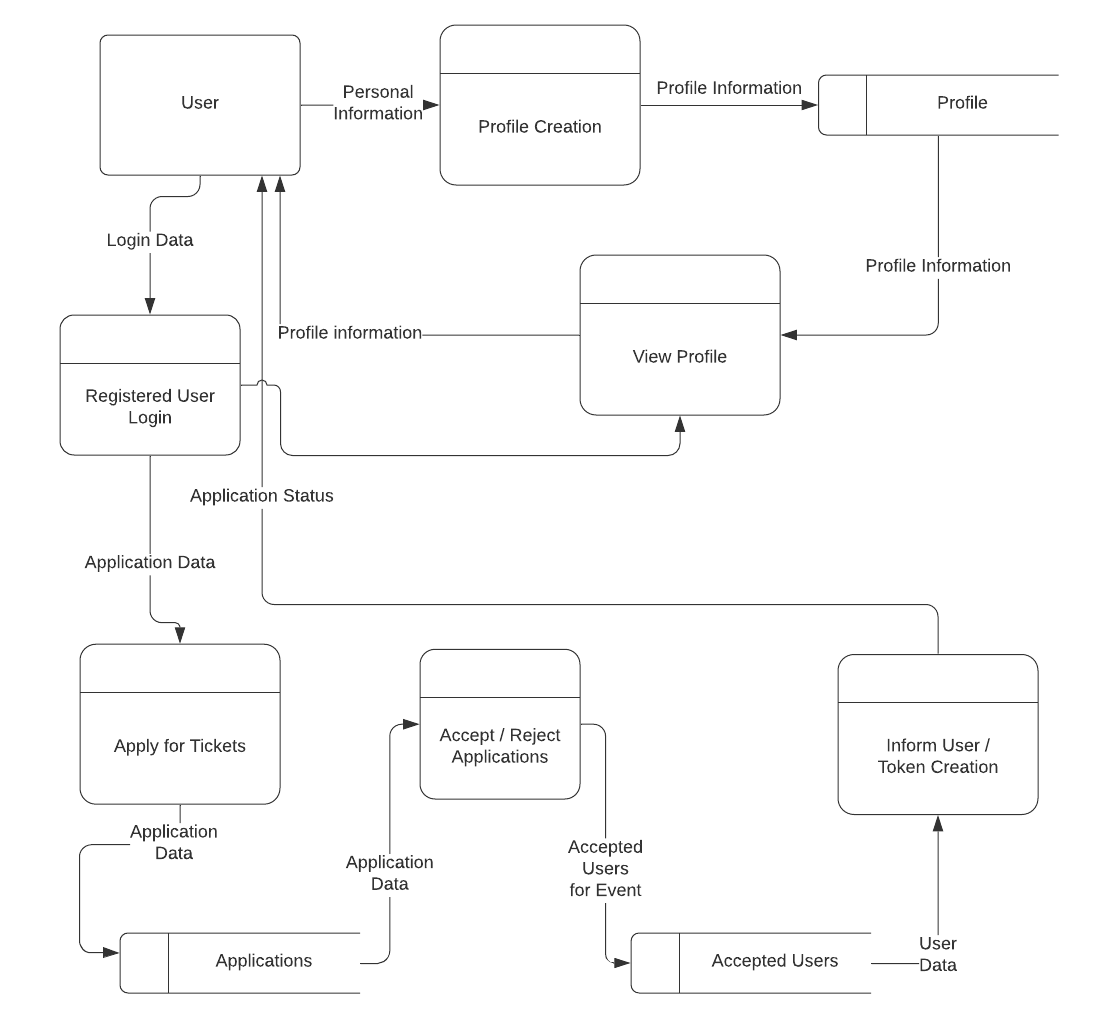 User
Personal
Information
Profile Creation
Profile Information
Profile
Login Data
Profile Information
Profile information
View Profile
Registered User
Login
Application Status
Application Data
Apply for Tickets
Accept / Reject
Applications
Inform User /
Token Creation
Application
Data
Application
Data
Accepted
Users
for Event
Applications
Accepted Users
User
Data